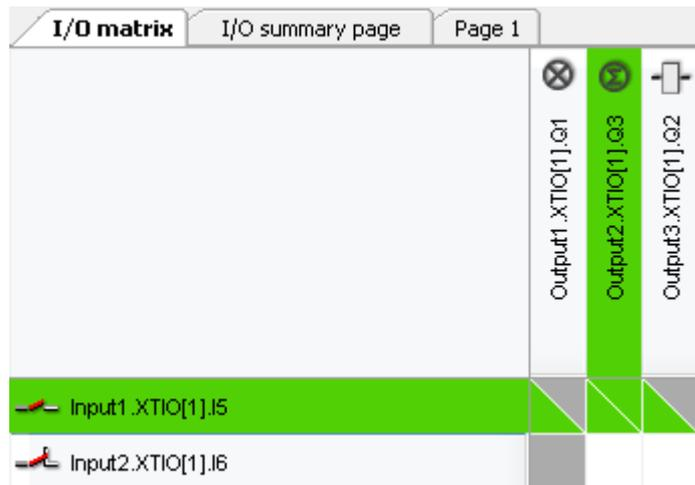 I/O matrix
I/O summary page
Page 1
Output1.XTIO[1].Q1
Output2.XTIO[1].Q3
Output3.XTIO[1].Q2
Input1.XTIO[1].I5
Input2.XTIO[1].I6